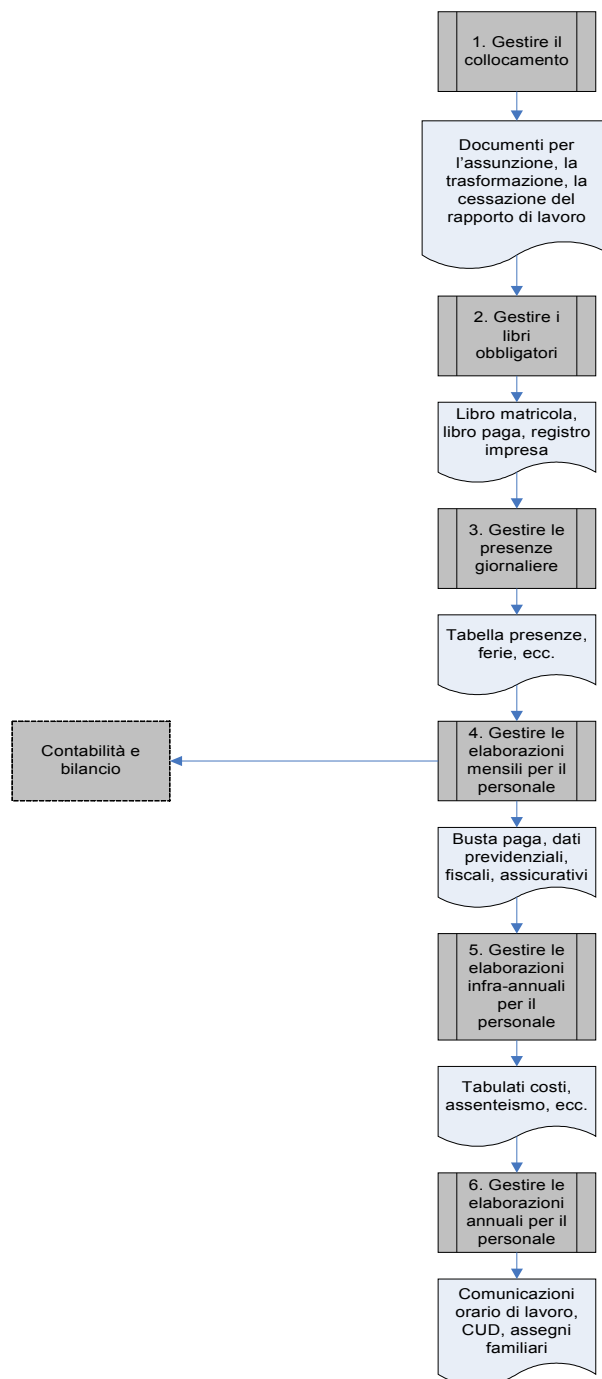 1. Gestire il
collocamento
Documenti per
l'assunzione, la
trasformazione, la
cessazione del
rapporto di lavoro
2. Gestire i
libri
obbligatori
Libro matricola,
libro paga, registro
impresa
3. Gestire le
presenze
giornaliere
Tabella presenze,
ferie, ecc.
Contabilità e
bilancio
4. Gestire le
elaborazioni
mensili per il
personale
Busta paga, dati
previdenziali,
fiscali, assicurativi
5. Gestire le
elaborazioni
infra-annuali
per il
personale
Tabulati costi,
assenteismo, ecc.
6. Gestire le
elaborazioni
annuali per il
personale
Comunicazioni
orario di lavoro,
CUD, assegni
familiari